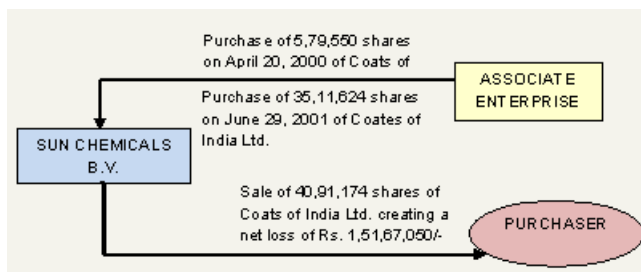 Purchase of 5,79,550 shares
on April 20, 2000 of Coats of
ASSOCIATE
ENTERPRISE
Purchase of 35,11,624 shares
on June 29, 2001 of Coates of
India Ltd.
SUN CHEMICALS
B.V.
Sale of 40,91,174 shares of
Coats of India Ltd. creating a
net loss of Rs. 1,51,67,050/-
PURCHASER